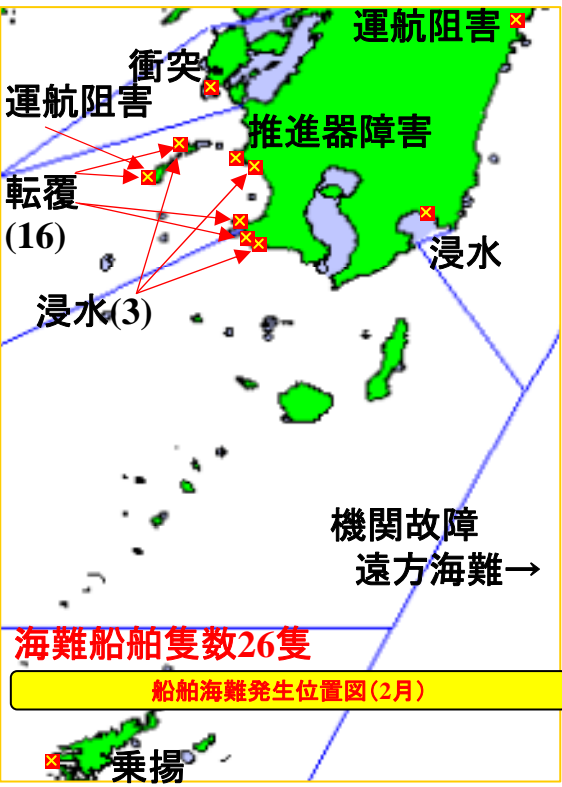 運航阻害
衝突
運航阻害
推進器障害
転覆
(16)
浸水
浸水(3)
機関故障
遠方海難→
海難船舶隻数26隻
船舶海難発生位置図(2月)
乗揚